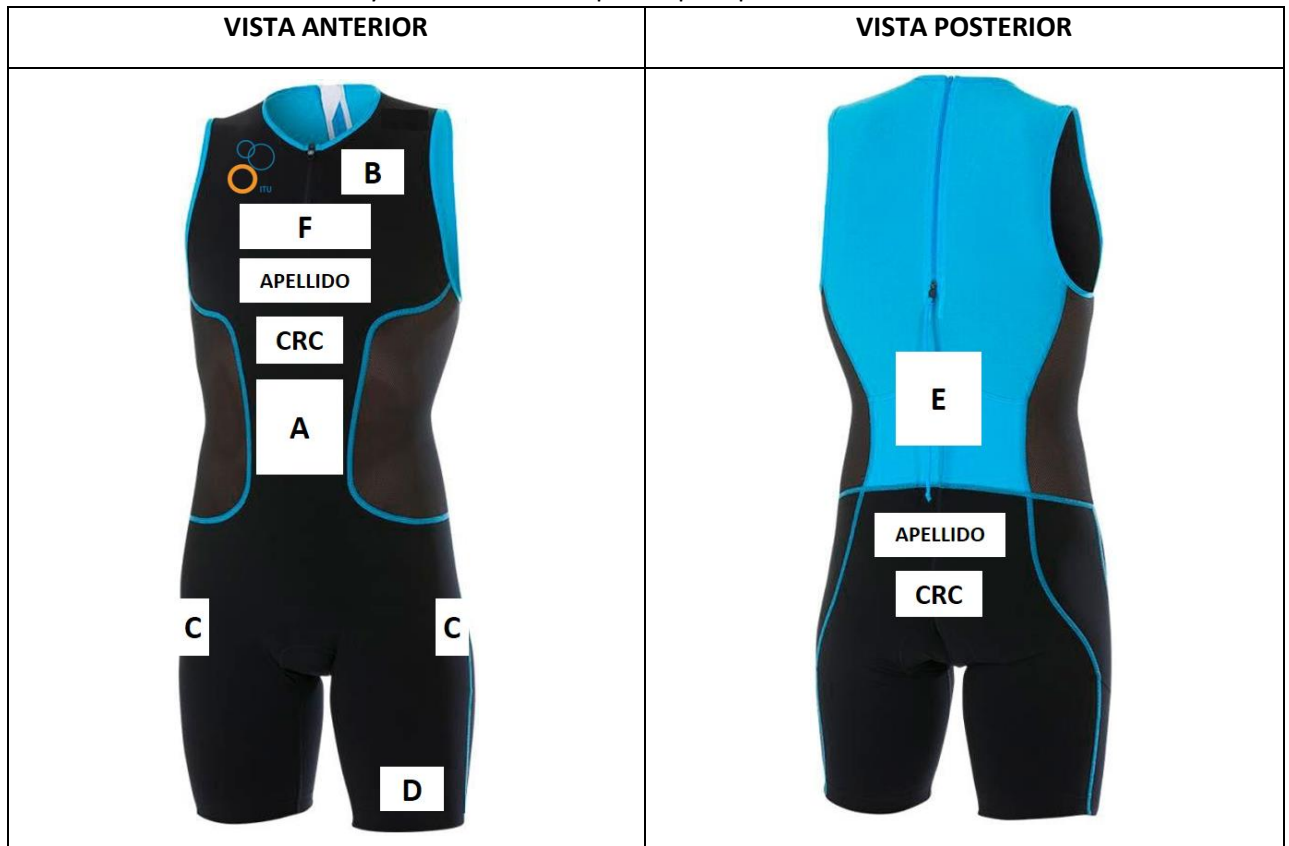 VISTA ANTERIOR
VISTA POSTERIOR
ITU
B
F
APELLIDO
CRC
A
C
C
D
E
APELLIDO
CRC